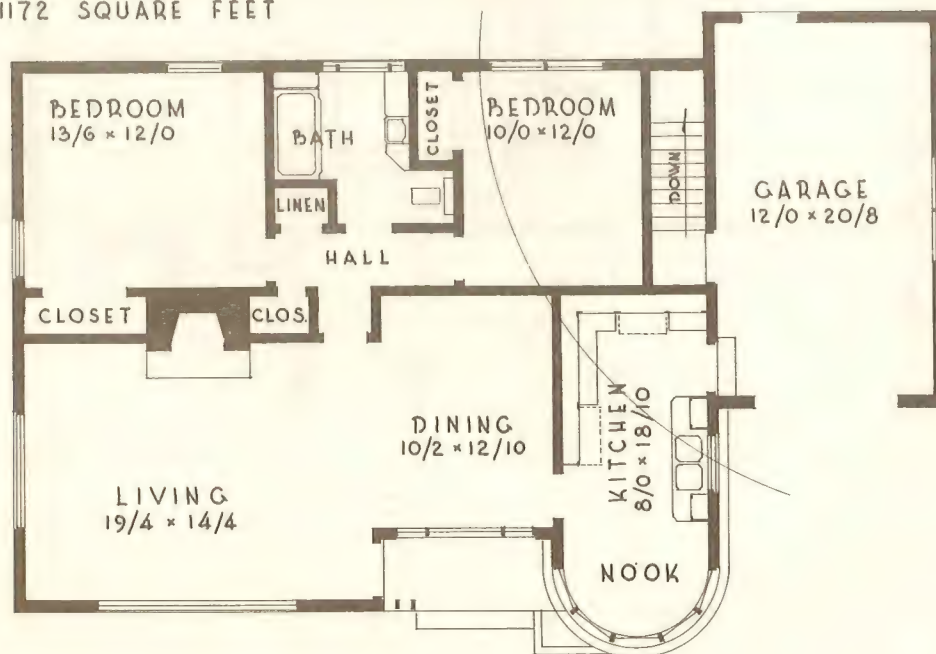 1172 SQUARE FEET
BEDROOM
13/6 × 12/0
BATH
CLOSET
BEDROOM
10/0 × 12/0
DOWN
GARAGE
12/0 × 20/8
LINEN
HALL
CLOSET
CLOS.
DINING
10/2 × 12/10
KITCHEN
8/0 × 18/10
LIVING
19/4 × 14/4
NOOK